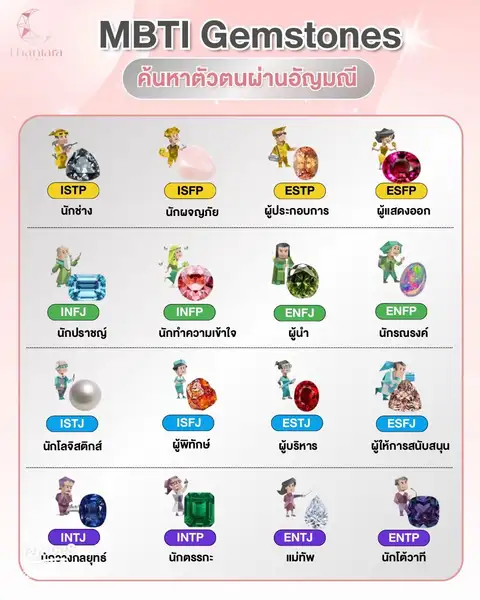 Thaniara
MBTI Gemstones
ค้นหาตัวตนผ่านอัญมณี
ISTP ISFP ESTP ESFP
นักช่าง นักผจญภัย ผู้ประกอบการ ผู้แสดงออก
INFJ INFP ENFJ ENFP
นักปราชญ์ นักทำความเข้าใจ ผู้นำ นักรณรงค์
ISTJ ISFJ ESTJ ESFJ
นักโลจิสติกส์ ผู้พิทักษ์ ผู้บริหาร ผู้ให้การสนับสนุน
INTJ INTP ENTJ ENTP
นักวางกลยุทธ์ นักตรรกะ แม่ทัพ นักโต้วาที